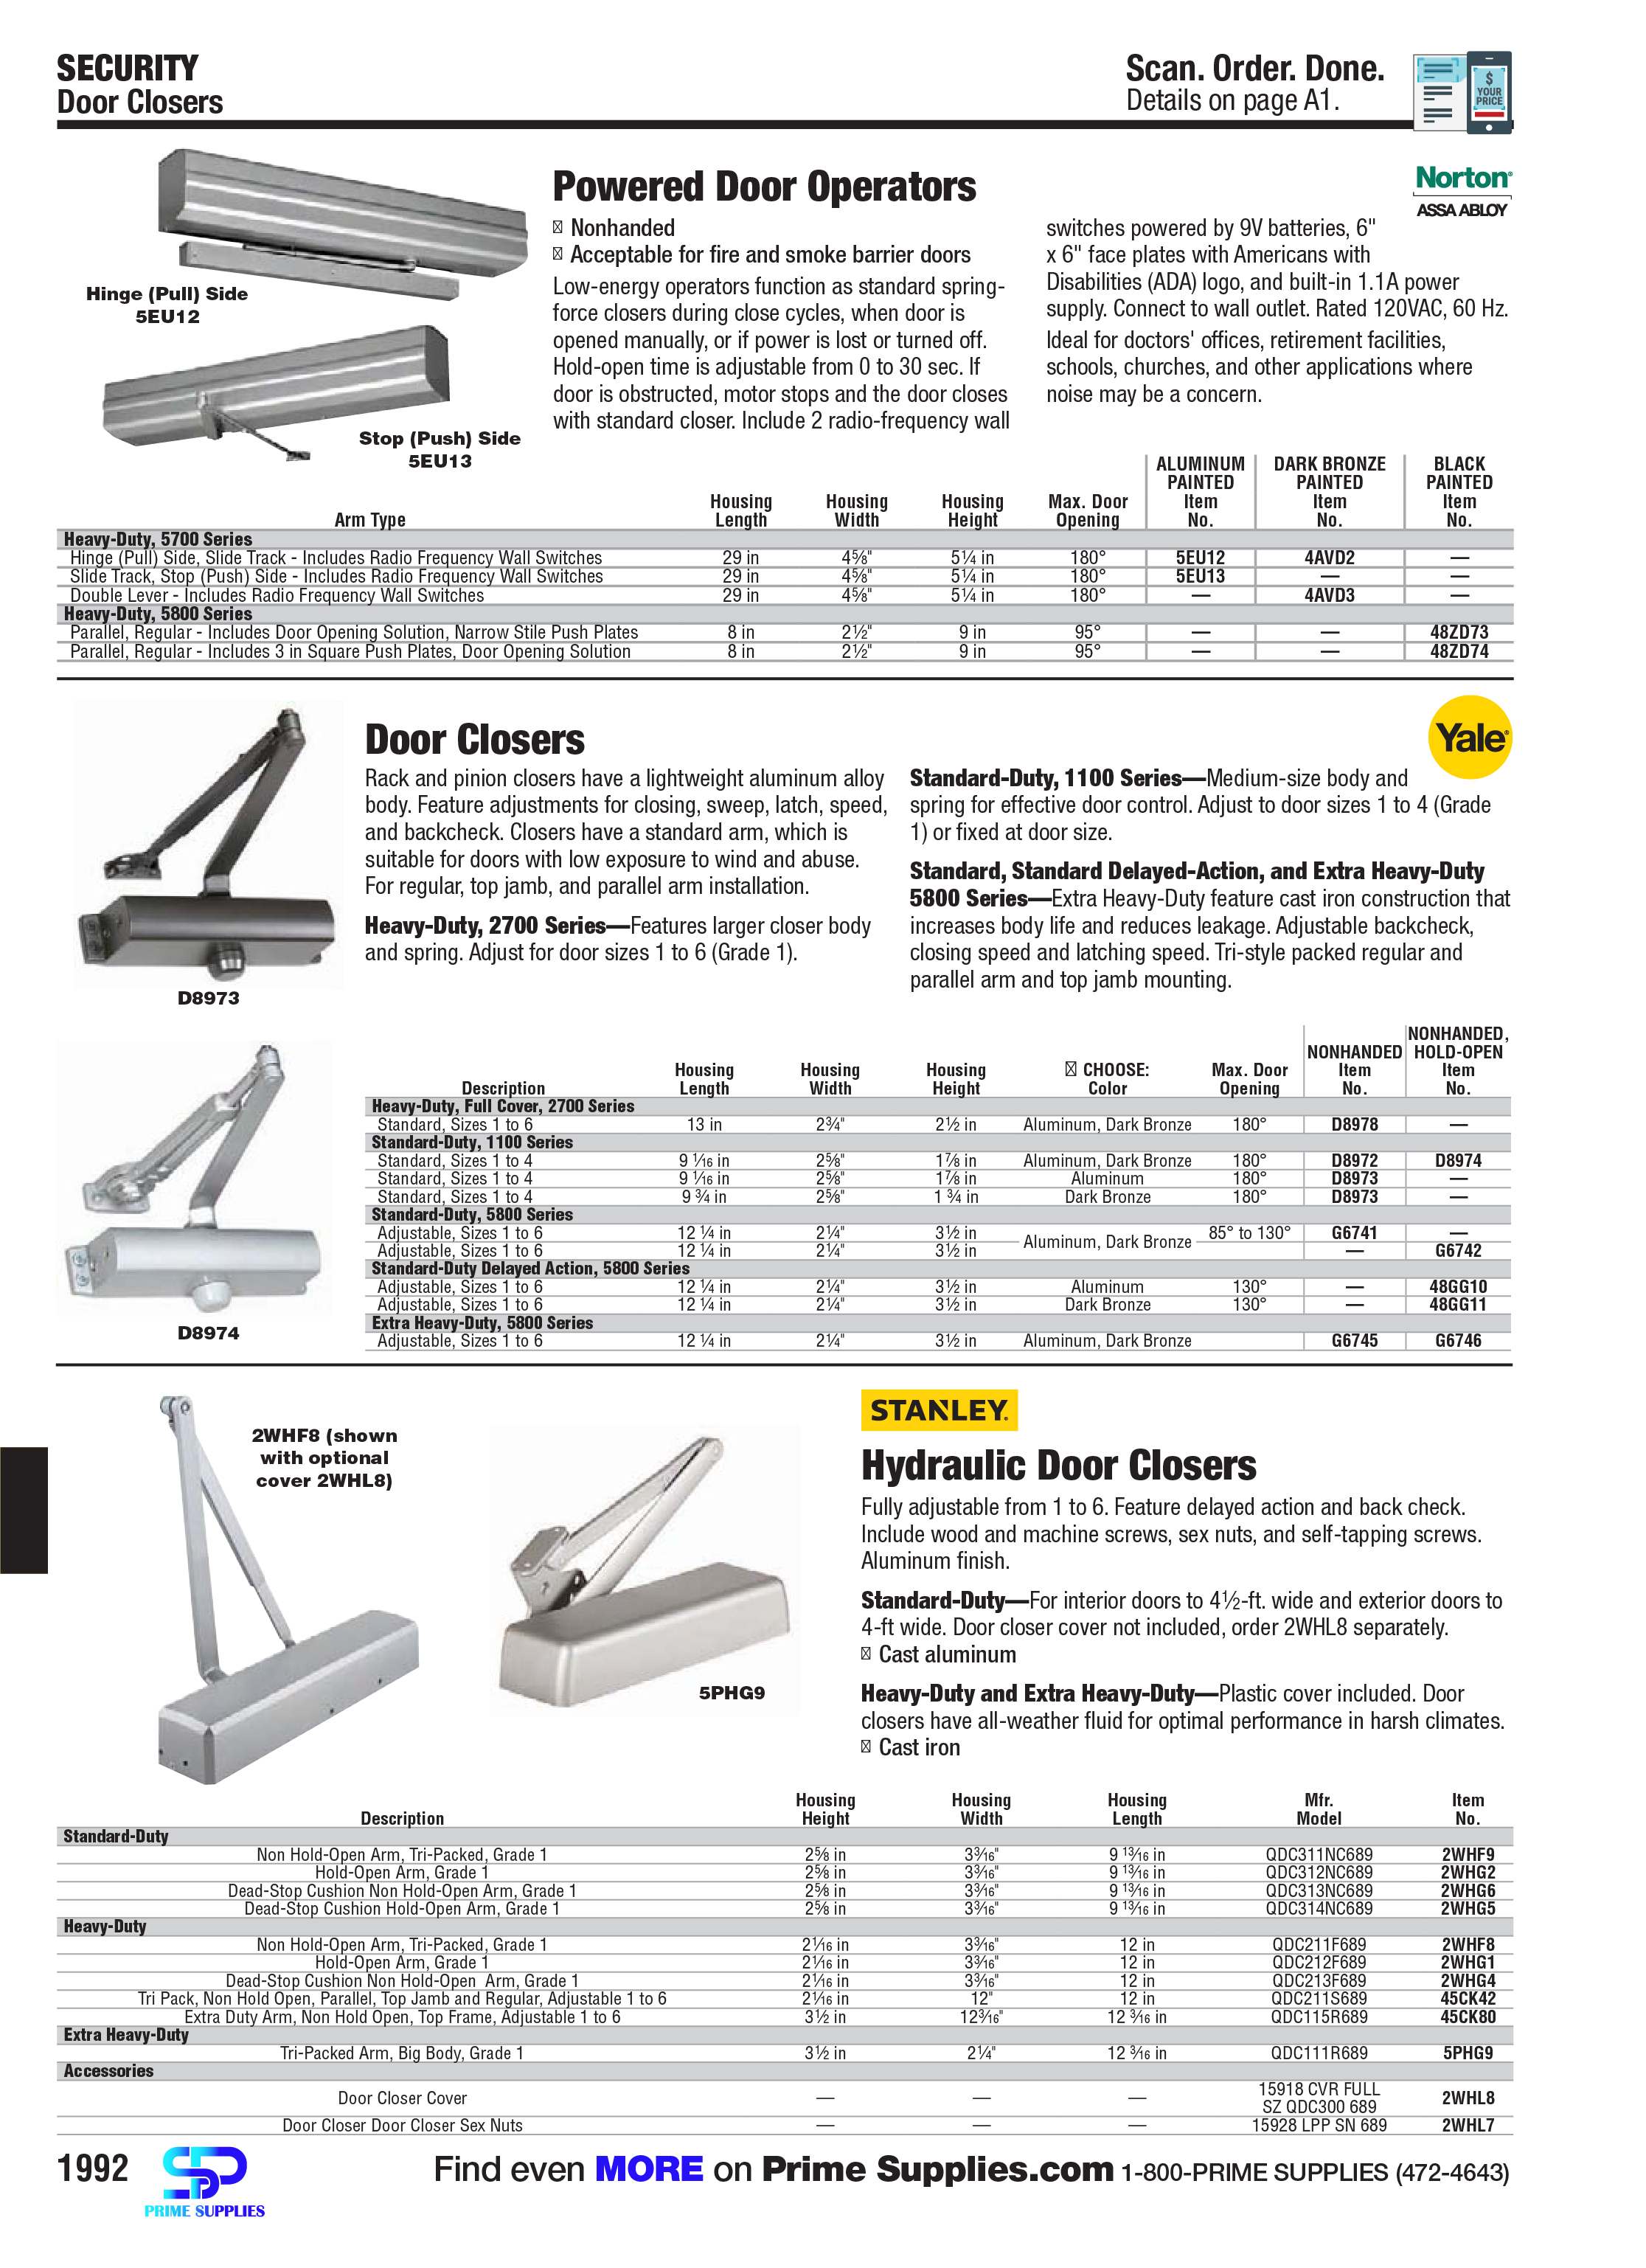 SECURITY
Door Closers
Scan. Order. Done.
Details on page A1.
$
YOUR
PRICE
Hinge (Pull) Side
5EU12
Stop (Push) Side
5EU13
Powered Door Operators
Nonhanded
Acceptable for fire and smoke barrier doors
Low-energy operators function as standard spring-
force closers during close cycles, when door is
opened manually, or if power is lost or turned off.
Hold-open time is adjustable from 0 to 30 sec. If
door is obstructed, motor stops and the door closes
with standard closer. Include 2 radio-frequency wall
Norton®
ASSA ABLOY
switches powered by 9V batteries, 6"
x 6" face plates with Americans with
Disabilities (ADA) logo, and built-in 1.1A power
supply. Connect to wall outlet. Rated 120VAC, 60 Hz.
Ideal for doctors' offices, retirement facilities,
schools, churches, and other applications where
noise may be a concern.
ALUMINUM DARK BRONZE BLACK
PAINTED PAINTED PAINTED
Housing Housing Housing Max. Door Item Item Item
Arm Type Length Width Height Opening No. No. No.
Heavy-Duty, 5700 Series
Hinge (Pull) Side, Slide Track - Includes Radio Frequency Wall Switches 29 in 4⅝" 5¼ in 180° 5EU12 4AVD2 —
Slide Track, Stop (Push) Side - Includes Radio Frequency Wall Switches 29 in 4⅝" 5¼ in 180° 5EU13 — —
Double Lever - Includes Radio Frequency Wall Switches 29 in 4⅝" 5¼ in 180° — 4AVD3 —
Heavy-Duty, 5800 Series
Parallel, Regular - Includes Door Opening Solution, Narrow Stile Push Plates 8 in 2½" 9 in 95° — — 48ZD73
Parallel, Regular - Includes 3 in Square Push Plates, Door Opening Solution 8 in 2½" 9 in 95° — — 48ZD74
D8973
D8974
Door Closers
Rack and pinion closers have a lightweight aluminum alloy
body. Feature adjustments for closing, sweep, latch, speed,
and backcheck. Closers have a standard arm, which is
suitable for doors with low exposure to wind and abuse.
For regular, top jamb, and parallel arm installation.
Heavy-Duty, 2700 Series—Features larger closer body
and spring. Adjust for door sizes 1 to 6 (Grade 1).
Yale®
Standard-Duty, 1100 Series—Medium-size body and
spring for effective door control. Adjust to door sizes 1 to 4 (Grade
1) or fixed at door size.
Standard, Standard Delayed-Action, and Extra Heavy-Duty
5800 Series—Extra Heavy-Duty feature cast iron construction that
increases body life and reduces leakage. Adjustable backcheck,
closing speed and latching speed. Tri-style packed regular and
parallel arm and top jamb mounting.
NONHANDED,
NONHANDED HOLD-OPEN
Housing Housing Housing CHOOSE: Max. Door Item Item
Description Length Width Height Color Opening No. No.
Heavy-Duty, Full Cover, 2700 Series
Standard, Sizes 1 to 6 13 in 2¾" 2½ in Aluminum, Dark Bronze 180° D8978 —
Standard-Duty, 1100 Series
Standard, Sizes 1 to 4 9 1⁄16 in 2⅝" 1⅞ in Aluminum, Dark Bronze 180° D8972 D8974
Standard, Sizes 1 to 4 9 1⁄16 in 2⅝" 1⅞ in Aluminum 180° D8973 —
Standard, Sizes 1 to 4 9 ¾ in 2⅝" 1 ¾ in Dark Bronze 180° D8973 —
Standard-Duty, 5800 Series
Adjustable, Sizes 1 to 6 12 ¼ in 2¼" 3½ in Aluminum, Dark Bronze 85° to 130° G6741 —
Adjustable, Sizes 1 to 6 12 ¼ in 2¼" 3½ in — G6742
Standard-Duty Delayed Action, 5800 Series
Adjustable, Sizes 1 to 6 12 ¼ in 2¼" 3½ in Aluminum 130° — 48GG10
Adjustable, Sizes 1 to 6 12 ¼ in 2¼" 3½ in Dark Bronze 130° — 48GG11
Extra Heavy-Duty, 5800 Series
Adjustable, Sizes 1 to 6 12 ¼ in 2¼" 3½ in Aluminum, Dark Bronze G6745 G6746
2WHF8 (shown
with optional
cover 2WHL8)
5PHG9
STANLEY®
Hydraulic Door Closers
Fully adjustable from 1 to 6. Feature delayed action and back check.
Include wood and machine screws, sex nuts, and self-tapping screws.
Aluminum finish.
Standard-Duty—For interior doors to 4½-ft. wide and exterior doors to
4-ft wide. Door closer cover not included, order 2WHL8 separately.
Cast aluminum
Heavy-Duty and Extra Heavy-Duty—Plastic cover included. Door
closers have all-weather fluid for optimal performance in harsh climates.
Cast iron
Housing Housing Housing Mfr. Item
Description Height Width Length Model No.
Standard-Duty
Non Hold-Open Arm, Tri-Packed, Grade 1 2⅝ in 33⁄16" 9 13⁄16 in QDC311NC689 2WHF9
Hold-Open Arm, Grade 1 2⅝ in 33⁄16" 9 13⁄16 in QDC312NC689 2WHG2
Dead-Stop Cushion Non Hold-Open Arm, Grade 1 2⅝ in 33⁄16" 9 13⁄16 in QDC313NC689 2WHG6
Dead-Stop Cushion Hold-Open Arm, Grade 1 2⅝ in 33⁄16" 9 13⁄16 in QDC314NC689 2WHG5
Heavy-Duty
Non Hold-Open Arm, Tri-Packed, Grade 1 21⁄16 in 33⁄16" 12 in QDC211F689 2WHF8
Hold-Open Arm, Grade 1 21⁄16 in 33⁄16" 12 in QDC212F689 2WHG1
Dead-Stop Cushion Non Hold-Open Arm, Grade 1 21⁄16 in 33⁄16" 12 in QDC213F689 2WHG4
Tri Pack, Non Hold Open, Parallel, Top Jamb and Regular, Adjustable 1 to 6 21⁄16 in 12" 12 in QDC211S689 45CK42
Extra Duty Arm, Non Hold Open, Top Frame, Adjustable 1 to 6 3½ in 123⁄16" 12 3⁄16 in QDC115R689 45CK80
Extra Heavy-Duty
Tri-Packed Arm, Big Body, Grade 1 3½ in 2¼" 12 3⁄16 in QDC111R689 5PHG9
Accessories
Door Closer Cover — — — 15918 CVR FULL SZ QDC300 689 2WHL8
Door Closer Door Closer Sex Nuts — — — 15928 LPP SN 689 2WHL7
1992
PRIME SUPPLIES
Find even MORE on Prime Supplies.com 1-800-PRIME SUPPLIES (472-4643)